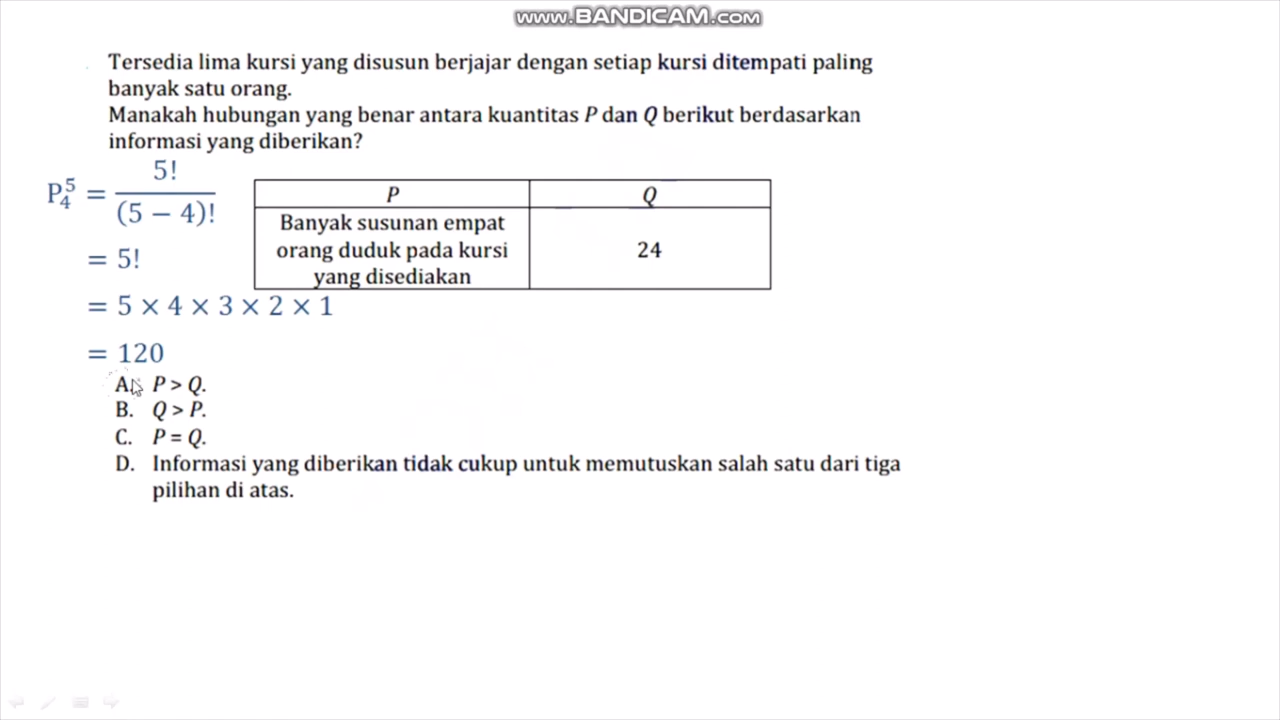 www.BANDICAM.com
Tersedia lima kursi yang disusun berjajar dengan setiap kursi ditempati paling
banyak satu orang.
Manakah hubungan yang benar antara kuantitas P dan Q berikut berdasarkan
informasi yang diberikan?
P⁵₄ = 5! / (5 − 4)!
= 5!
= 5 × 4 × 3 × 2 × 1
= 120
P
Q
Banyak susunan empat
orang duduk pada kursi
yang disediakan
24
A. P > Q.
B. Q > P.
C. P = Q.
D. Informasi yang diberikan tidak cukup untuk memutuskan salah satu dari tiga
pilihan di atas.